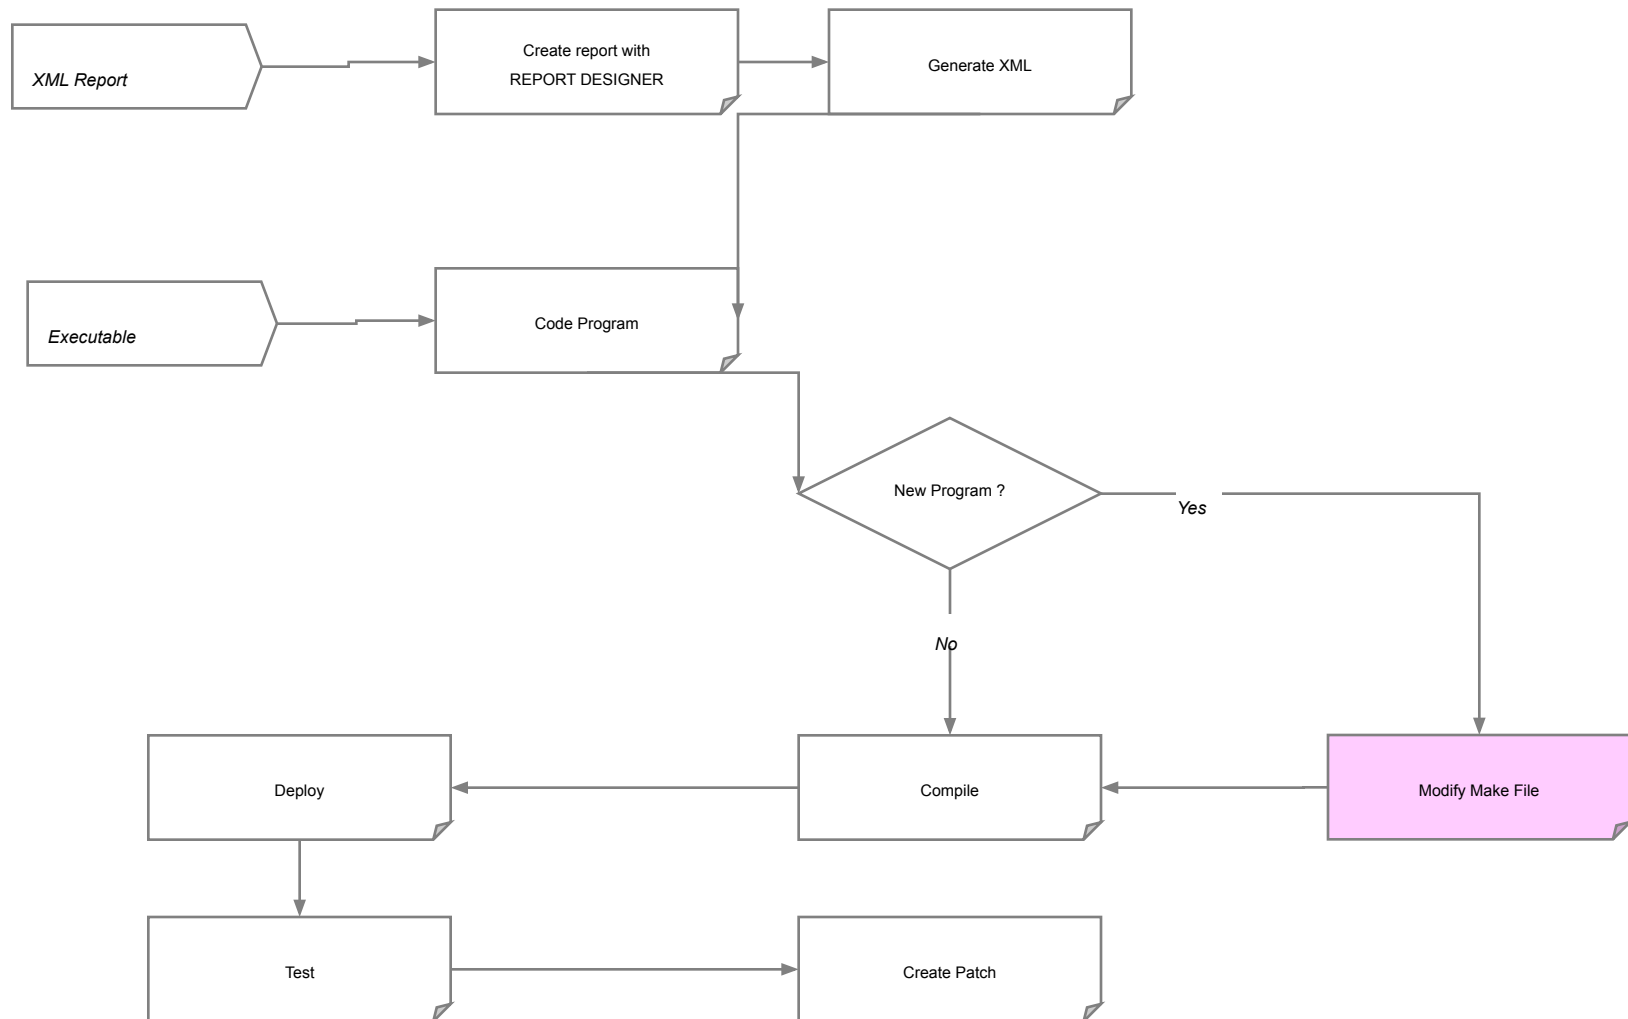 Create report with
REPORT DESIGNER
Generate XML
XML Report
Code Program
Executable
New Program ?
Yes
No
Deploy
Compile
Modify Make File
Test
Create Patch